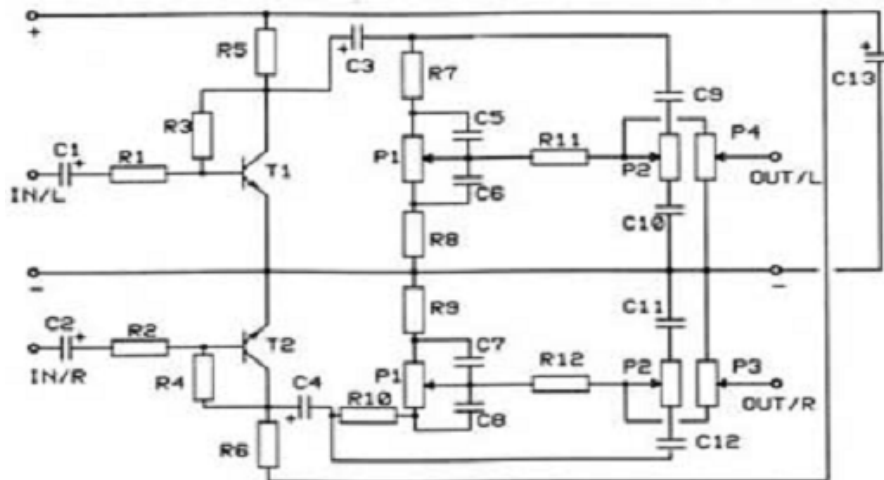 +
R5
C3
R7
C9
+
C13
R3
C5
C1
+
R1
T1
P1
R11
P2
P4
IN/L
C6
C10
OUT/L
R8
-
-
C2
+
R2
R9
C11
T2
C7
IN/R
R4
C4
P1
R12
P2
P3
+
R10
C8
OUT/R
R6
C12